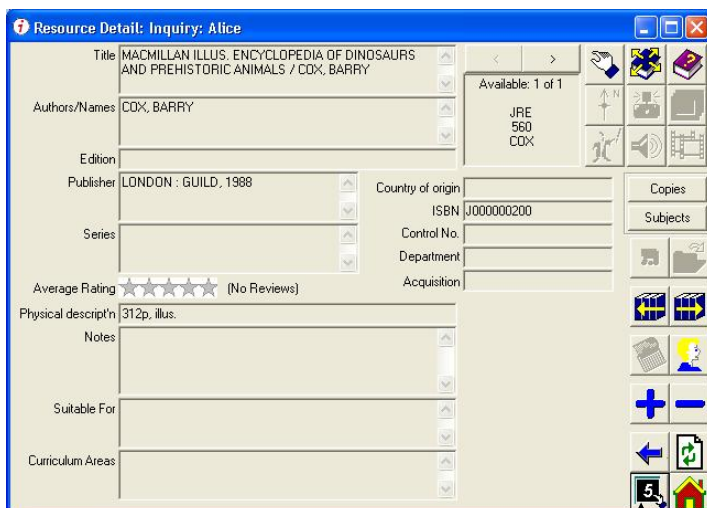 Resource Detail: Inquiry: Alice
Title MACMILLAN ILLUS. ENCYCLOPEDIA OF DINOSAURS
AND PREHISTORIC ANIMALS / COX, BARRY
< >
Available: 1 of 1
JRE
560
COX
Authors/Names COX, BARRY
Edition
Publisher LONDON : GUILD, 1988
Country of origin
ISBN J000000200
Series
Control No.
Department
Acquisition
Copies
Subjects
Average Rating (No Reviews)
Physical descript'n 312p, illus.
Notes
Suitable For
Curriculum Areas
N
5